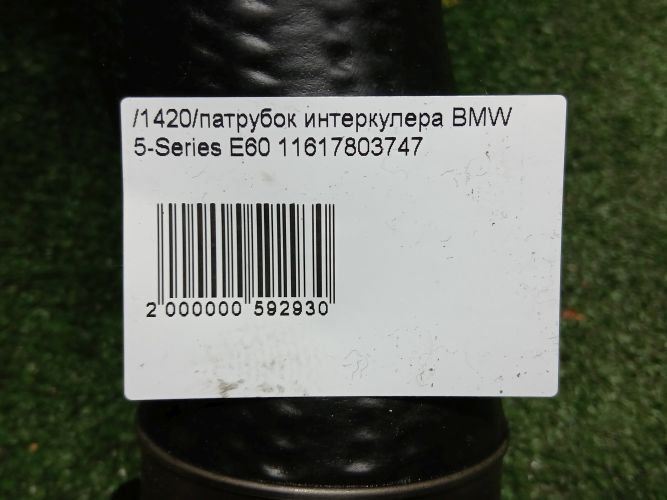 /1420/патрубок интеркулера BMW
5-Series E60 11617803747
2 000000 592930